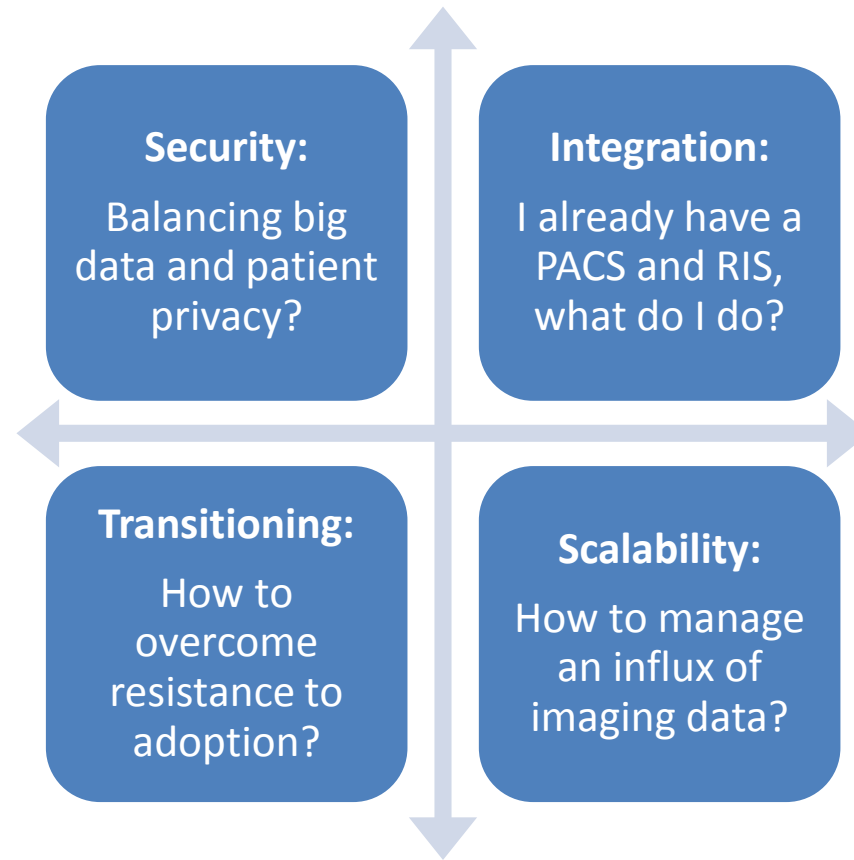 Security:
Balancing big
data and patient
privacy?
Integration:
I already have a
PACS and RIS,
what do I do?
Transitioning:
How to
overcome
resistance to
adoption?
Scalability:
How to manage
an influx of
imaging data?